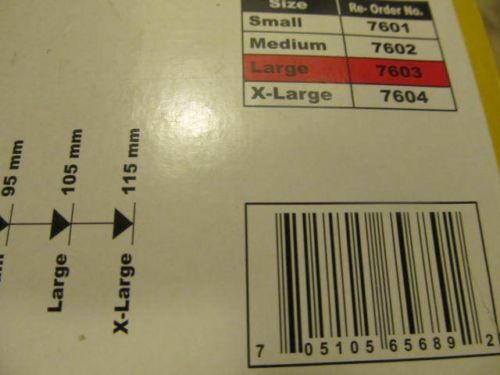 Size Re- Order No.
Small 7601
Medium 7602
Large 7603
X-Large 7604
95 mm
105 mm
115 mm
Large
X-Large
7 05105 65689 2